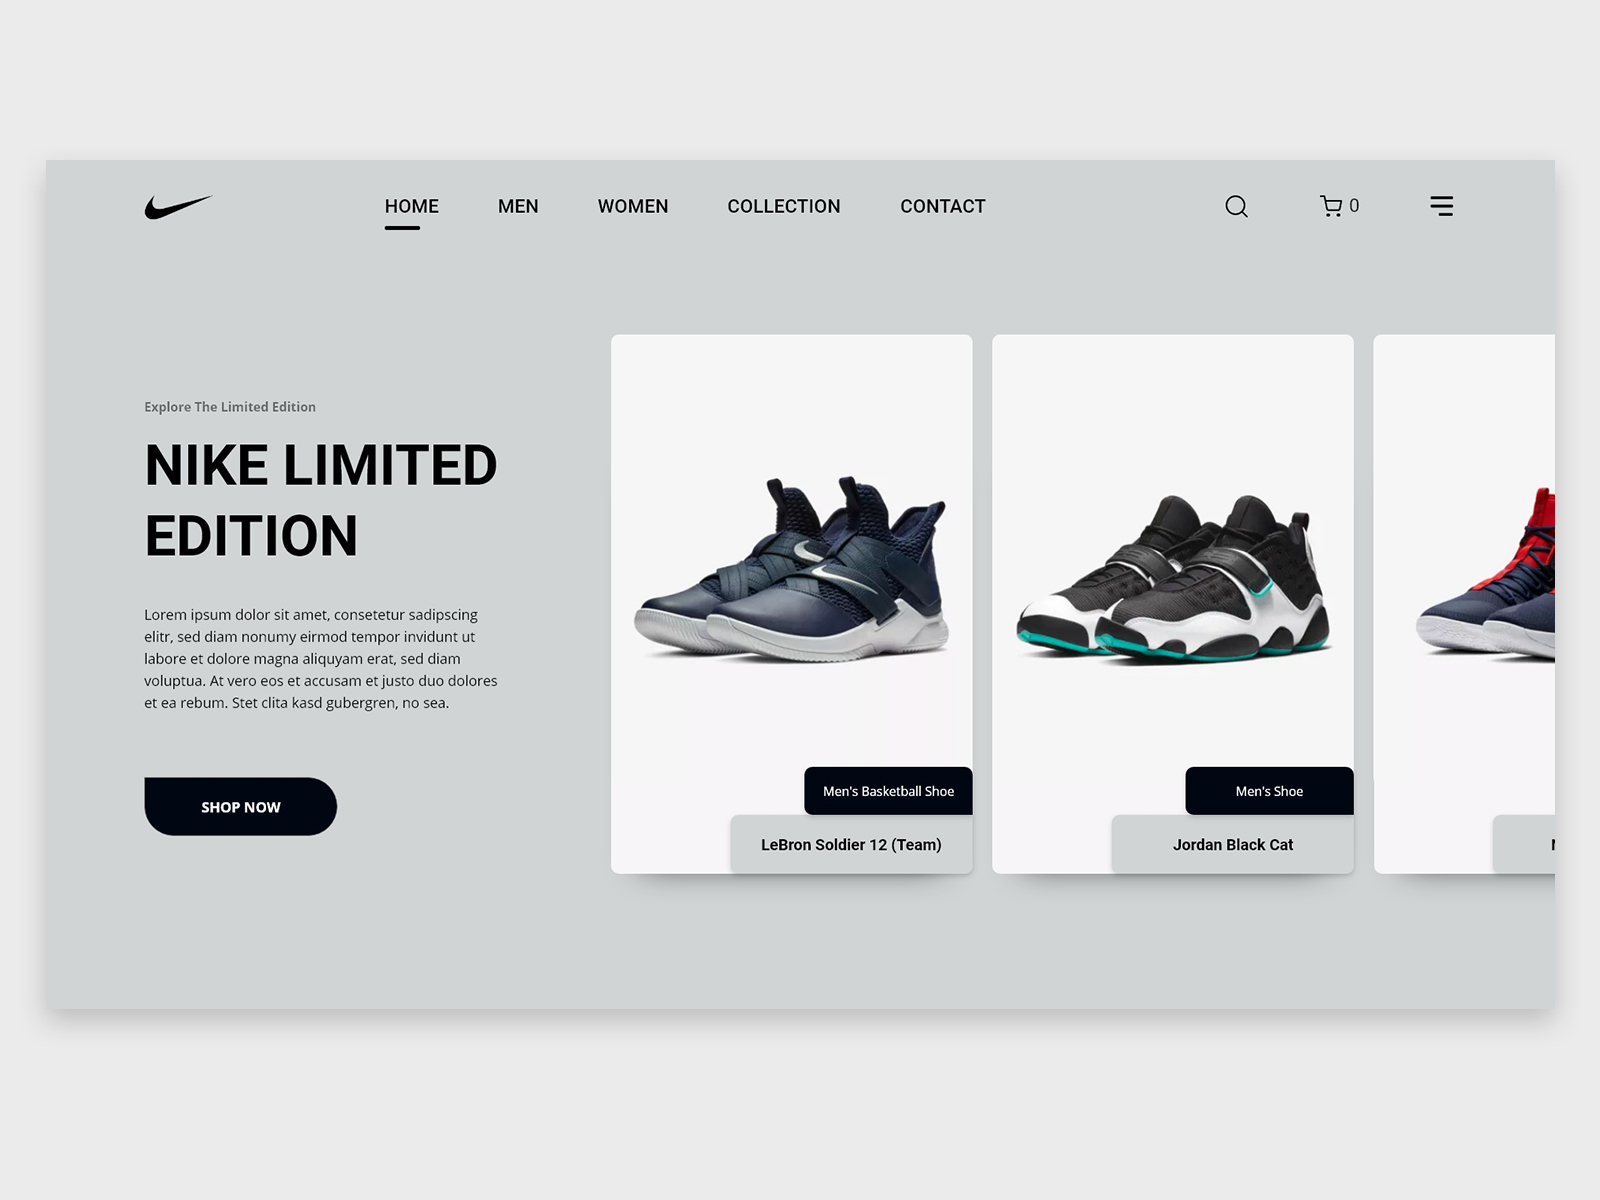 HOME
MEN
WOMEN
COLLECTION
CONTACT
0
Explore The Limited Edition
NIKE LIMITED
EDITION
Lorem ipsum dolor sit amet, consetetur sadipscing
elitr, sed diam nonumy eirmod tempor invidunt ut
labore et dolore magna aliquyam erat, sed diam
voluptua. At vero eos et accusam et justo duo dolores
et ea rebum. Stet clita kasd gubergren, no sea.
SHOP NOW
Men's Basketball Shoe
LeBron Soldier 12 (Team)
Men's Shoe
Jordan Black Cat